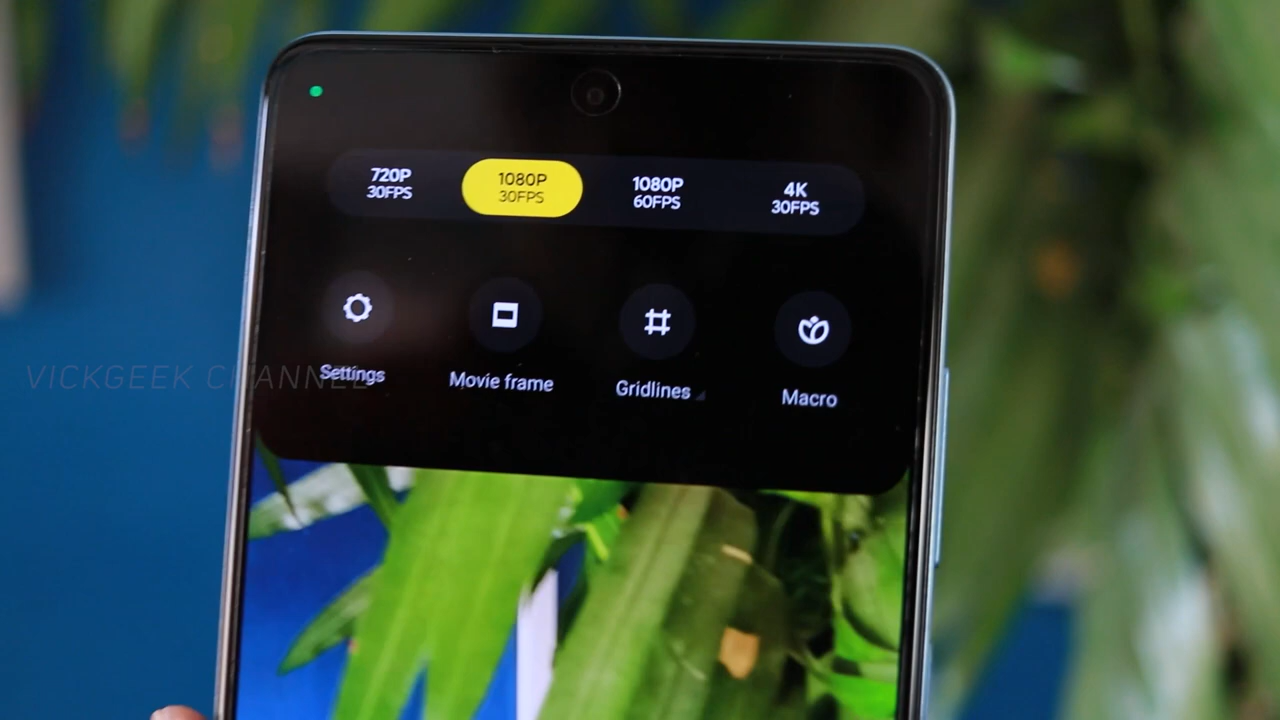 720P
30FPS
1080P
30FPS
1080P
60FPS
4K
30FPS
Settings
Movie frame
Gridlines
Macro
VICKGEEK CHANNEL